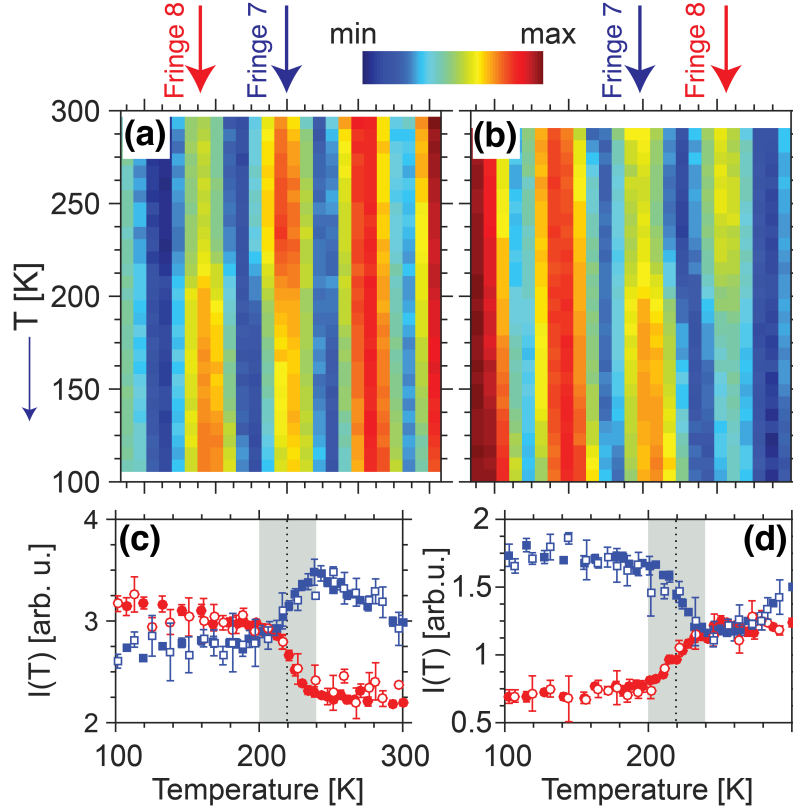 Fringe 8
Fringe 7
min
max
Fringe 7
Fringe 8
300
250
200
150
100
T [K]
(a)
(b)
4
3
2
I(T) [arb. u.]
(c)
100
200
300
Temperature [K]
2
1.5
1
0.5
I(T) [arb.u.]
(d)
100
200
Temperature [K]